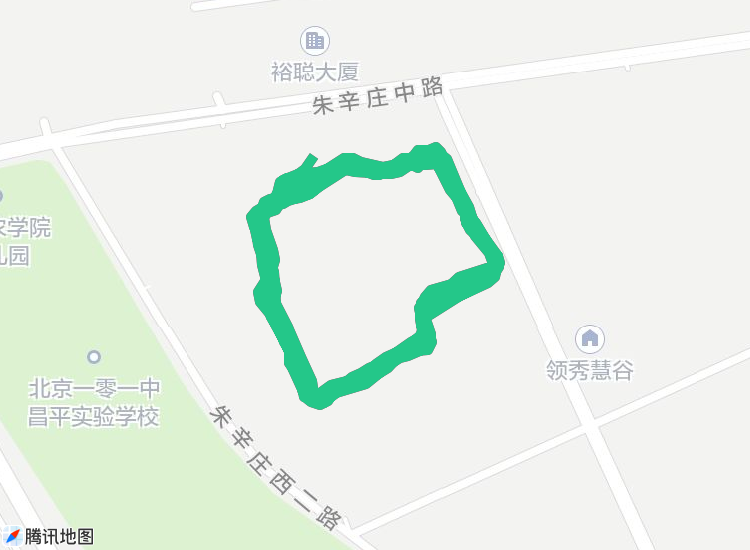 裕聪大厦
朱辛庄中路
农学院
儿园
北京一零一中
昌平实验学校
领秀慧谷
朱辛庄西二路
腾讯地图